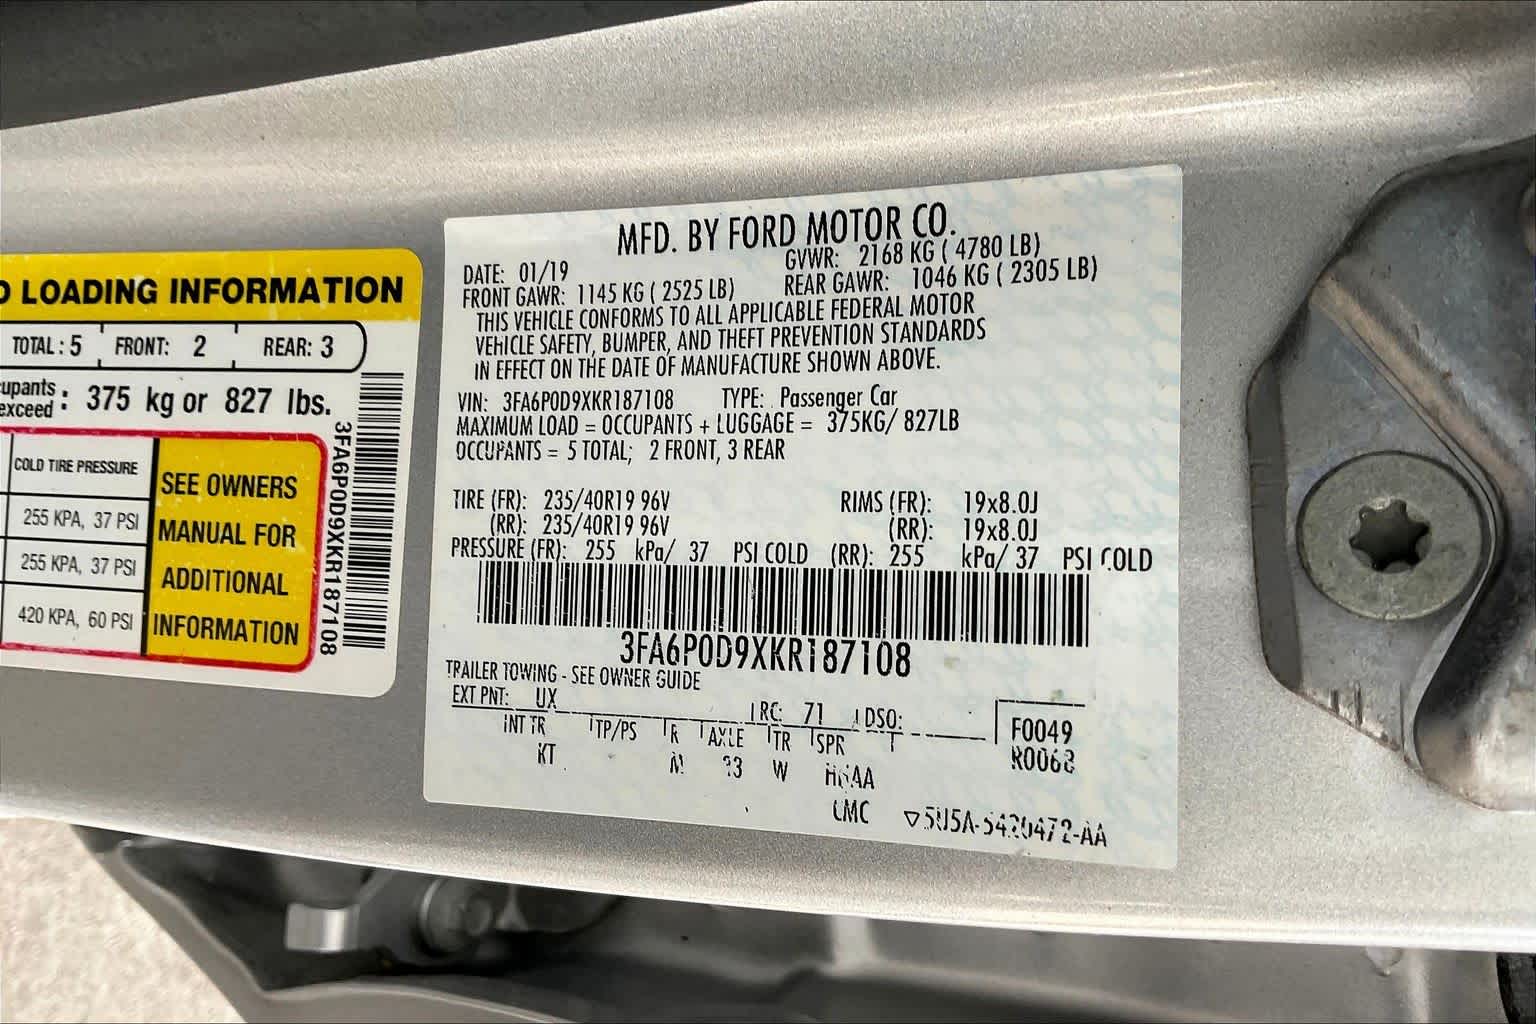 LOADING INFORMATION
TOTAL : 5 FRONT: 2 REAR: 3
375 kg or 827 lbs.
COLD TIRE PRESSURE
255 KPA, 37 PSI
255 KPA, 37 PSI
420 KPA, 60 PSI
SEE OWNERS
MANUAL FOR
ADDITIONAL
INFORMATION
3FA6P0D9XKR187108
MFD. BY FORD MOTOR CO.
DATE: 01/19 GVWR: 2168 KG ( 4780 LB)
FRONT GAWR: 1145 KG ( 2525 LB) REAR GAWR: 1046 KG ( 2305 LB)
THIS VEHICLE CONFORMS TO ALL APPLICABLE FEDERAL MOTOR
VEHICLE SAFETY, BUMPER, AND THEFT PREVENTION STANDARDS
IN EFFECT ON THE DATE OF MANUFACTURE SHOWN ABOVE.
VIN: 3FA6P0D9XKR187108 TYPE: Passenger Car
MAXIMUM LOAD = OCCUPANTS + LUGGAGE = 375KG/ 827LB
OCCUPANTS = 5 TOTAL; 2 FRONT, 3 REAR
TIRE (FR): 235/40R19 96V RIMS (FR): 19x8.0J
(RR): 235/40R19 96V (RR): 19x8.0J
PRESSURE (FR): 255 kPa/ 37 PSI COLD (RR): 255 kPa/ 37 PSI COLD
3FA6P0D9XKR187108
TRAILER TOWING - SEE OWNER GUIDE
EXT PNT: UX RC: 71 DSO:
F0049
INT TR TP/PS R AXLE TR SPR T
KT M W
LMC